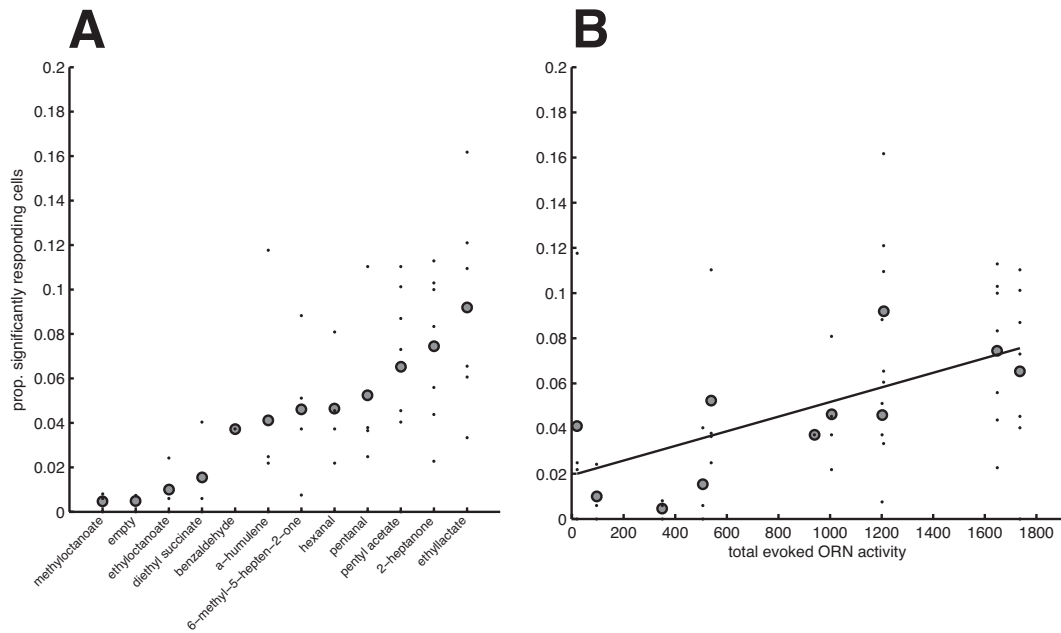 A
B
prop. significantly responding cells
0.2
0.18
0.16
0.14
0.12
0.1
0.08
0.06
0.04
0.02
0
methyloctanoate
empty
ethyloctanoate
diethyl succinate
benzaldehyde
a−humulene
6−methyl−5−hepten−2−one
hexanal
pentanal
pentyl acetate
2−heptanone
ethyllactate
0.2
0.18
0.16
0.14
0.12
0.1
0.08
0.06
0.04
0.02
0
0 200 400 600 800 1000 1200 1400 1600 1800
total evoked ORN activity